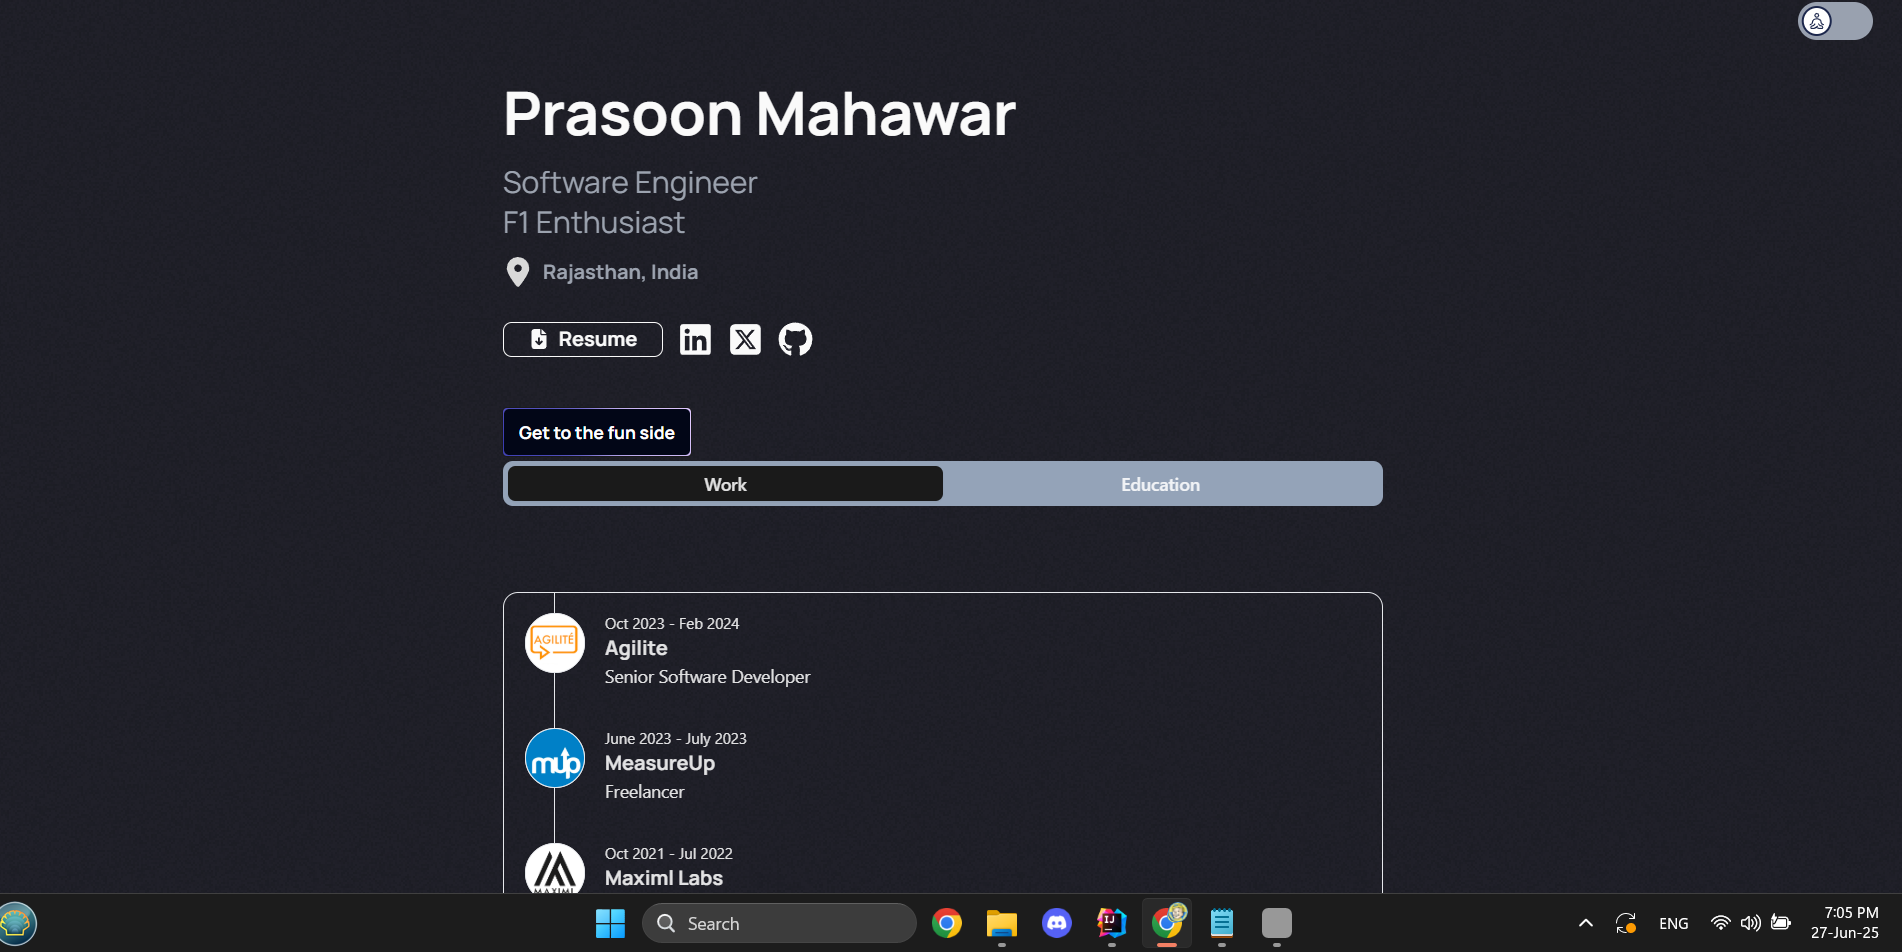 Prasoon Mahawar
Software Engineer
F1 Enthusiast
Rajasthan, India
Resume
in
X
Get to the fun side
Work
Education
Oct 2023 - Feb 2024
AGILITÉ
Agilite
Senior Software Developer
June 2023 - July 2023
mup
MeasureUp
Freelancer
Oct 2021 - Jul 2022
Maximl Labs
Search
IJ
ENG
7:05 PM
27-Jun-25